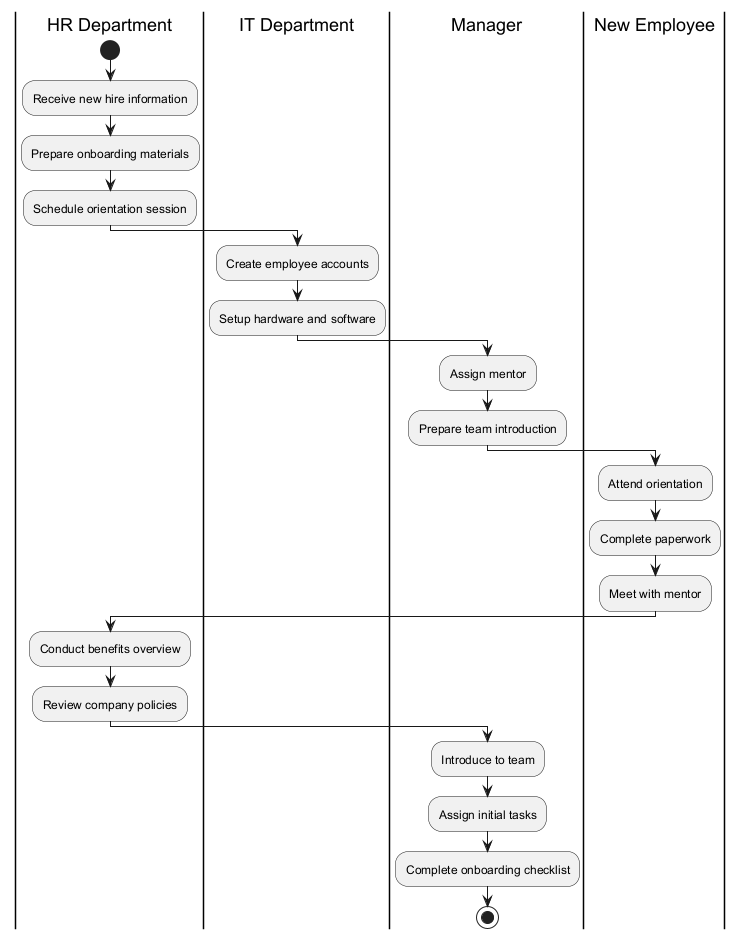 HR Department
IT Department
Manager
New Employee
Receive new hire information
Prepare onboarding materials
Schedule orientation session
Create employee accounts
Setup hardware and software
Assign mentor
Prepare team introduction
Attend orientation
Complete paperwork
Meet with mentor
Conduct benefits overview
Review company policies
Introduce to team
Assign initial tasks
Complete onboarding checklist